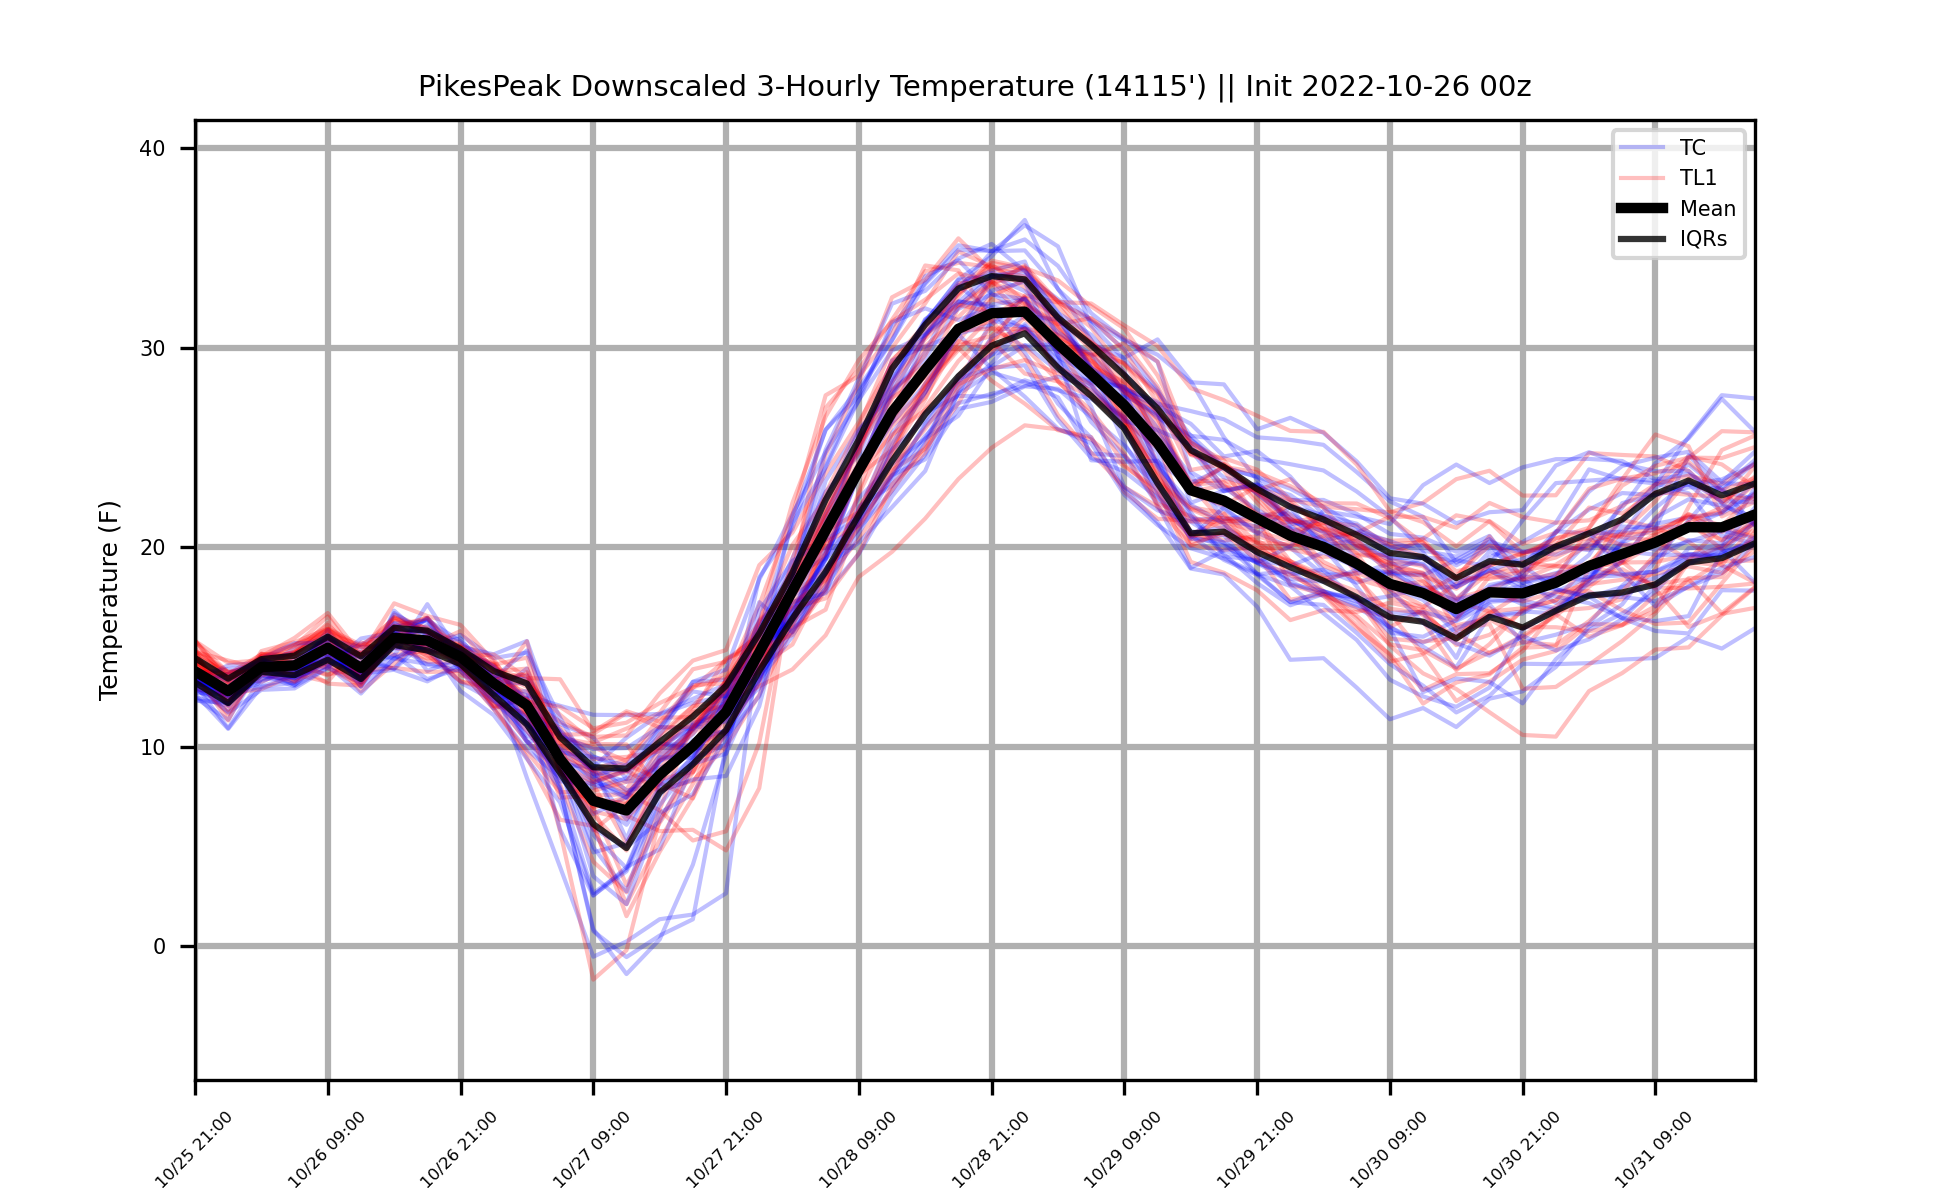 PikesPeak Downscaled 3-Hourly Temperature (14115') || Init 2022-10-26 00z
TC
TL1
Mean
IQRs
Temperature (F)
40
30
20
10
0
10/25 21:00
10/26 09:00
10/26 21:00
10/27 09:00
10/27 21:00
10/28 09:00
10/28 21:00
10/29 09:00
10/29 21:00
10/30 09:00
10/30 21:00
10/31 09:00